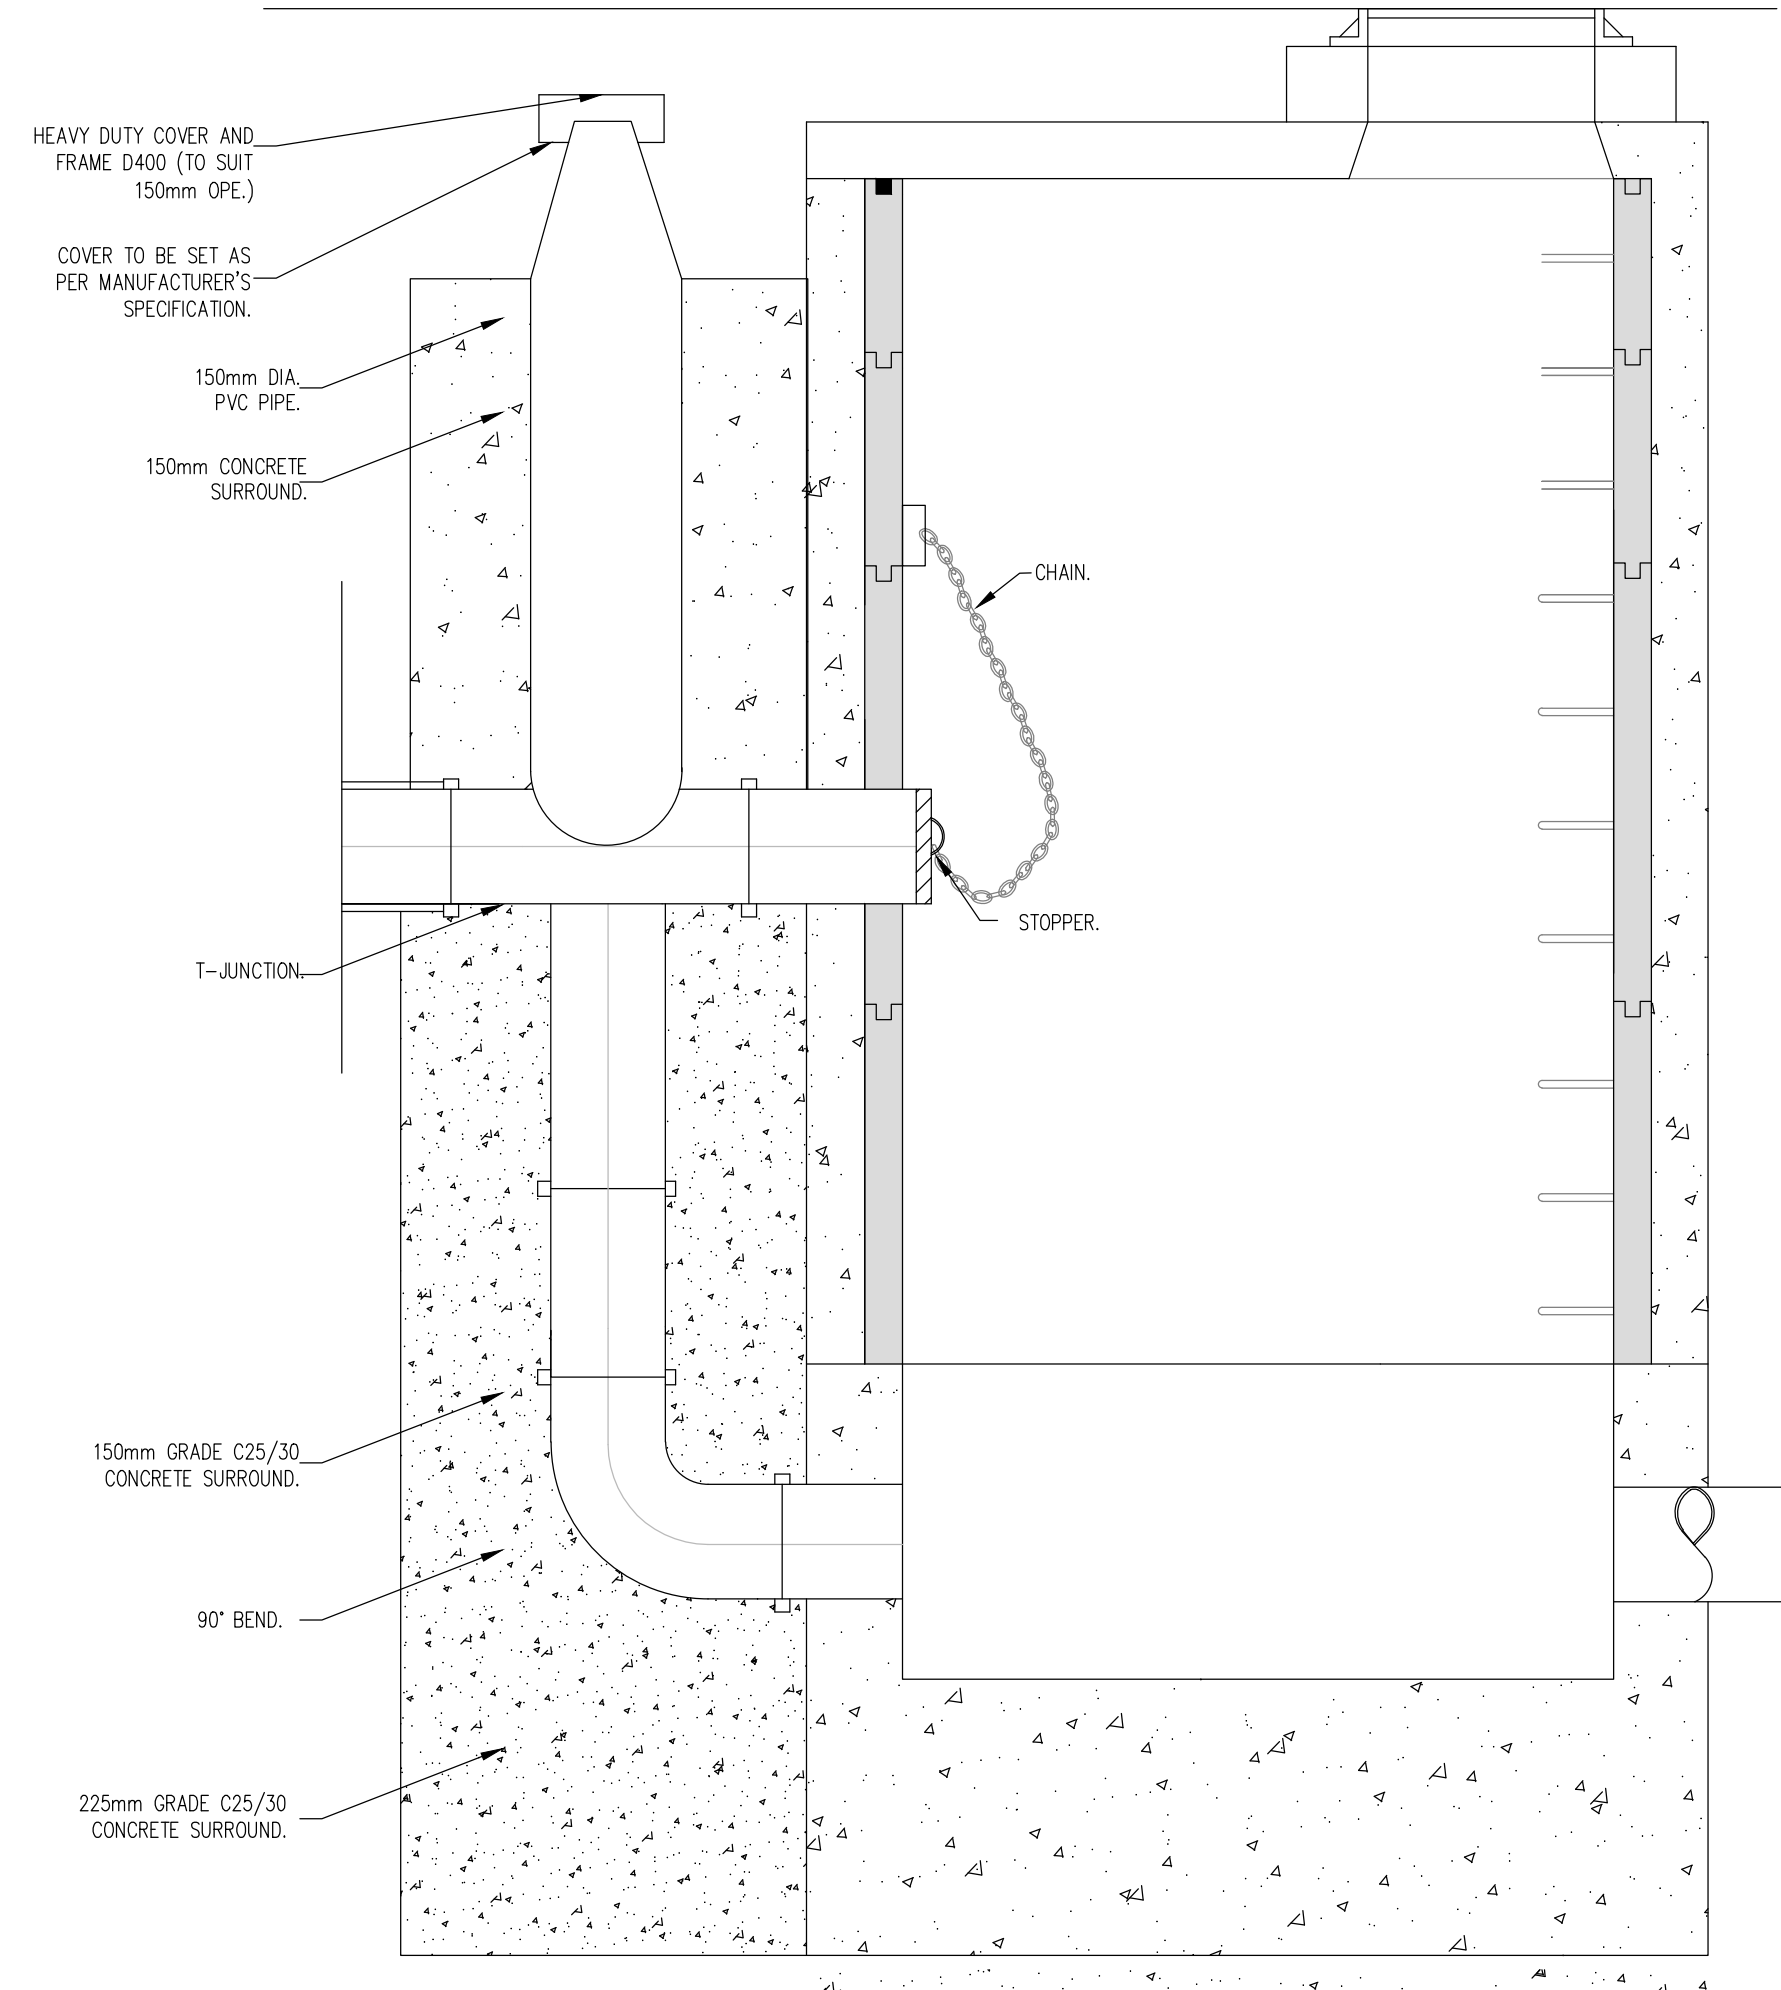 HEAVY DUTY COVER AND
FRAME D400 (TO SUIT
150mm OPE.)
COVER TO BE SET AS
PER MANUFACTURER'S
SPECIFICATION.
150mm DIA.
PVC PIPE.
150mm CONCRETE
SURROUND.
CHAIN.
STOPPER.
T-JUNCTION.
150mm GRADE C25/30
CONCRETE SURROUND.
90° BEND.
225mm GRADE C25/30
CONCRETE SURROUND.